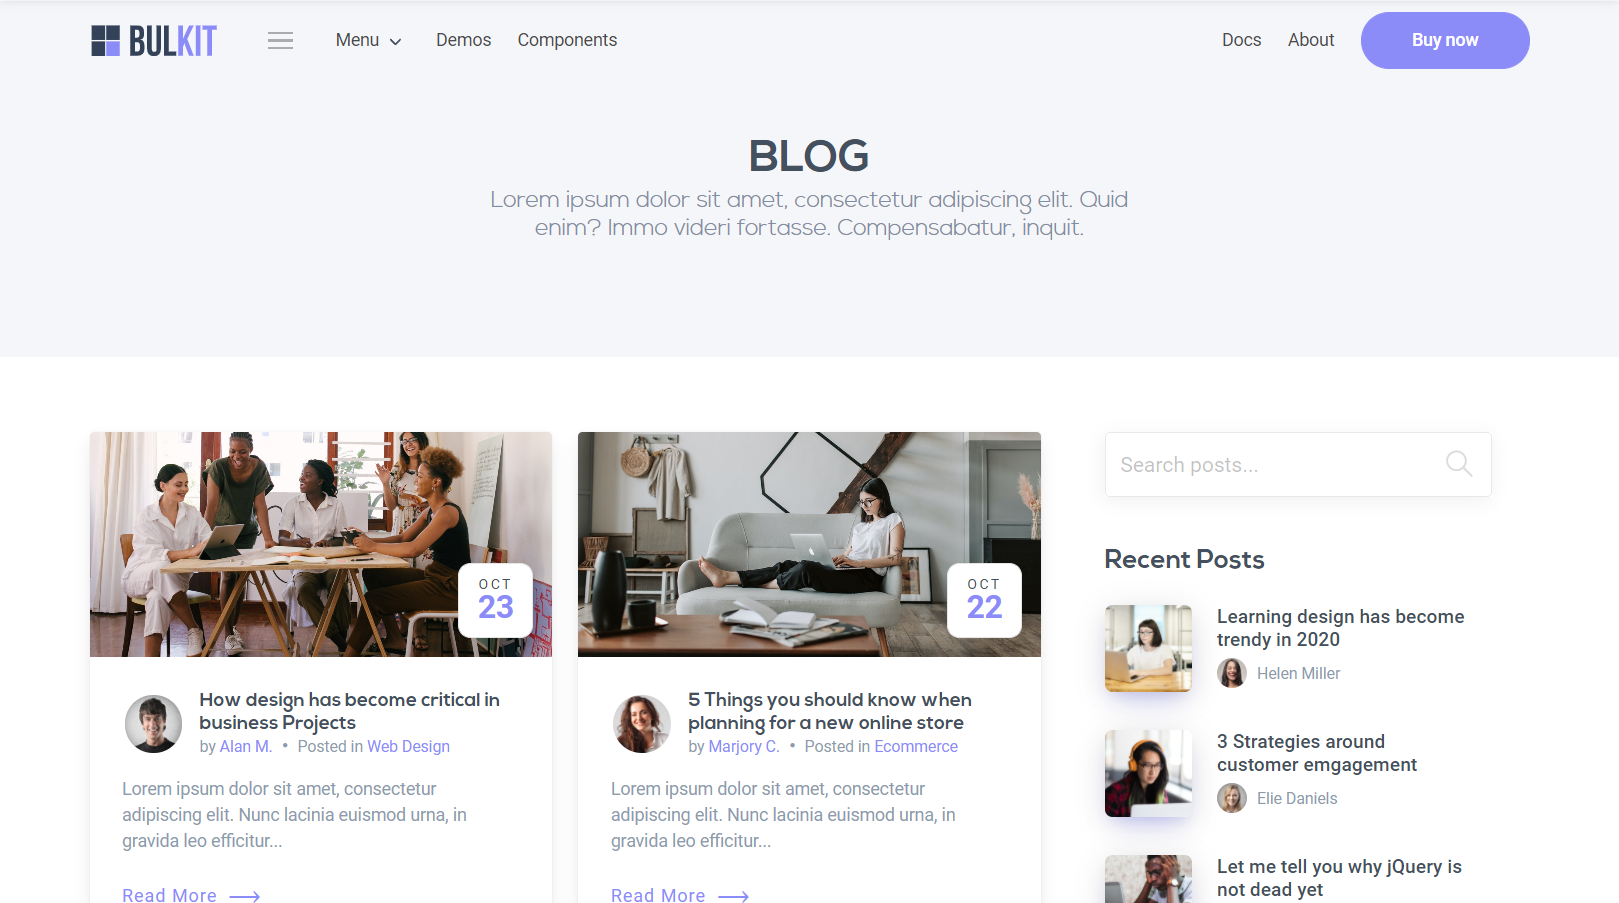 BULKIT
Menu
Demos
Components
Docs
About
Buy now
BLOG
Lorem ipsum dolor sit amet, consectetur adipiscing elit. Quid
enim? Immo videri fortasse. Compensabatur, inquit.
OCT
23
How design has become critical in
business Projects
by Alan M. • Posted in Web Design
Lorem ipsum dolor sit amet, consectetur
adipiscing elit. Nunc lacinia euismod urna, in
gravida leo efficitur...
Read More
OCT
22
5 Things you should know when
planning for a new online store
by Marjory C. • Posted in Ecommerce
Lorem ipsum dolor sit amet, consectetur
adipiscing elit. Nunc lacinia euismod urna, in
gravida leo efficitur...
Read More
Search posts...
Recent Posts
Learning design has become
trendy in 2020
Helen Miller
3 Strategies around
customer emgagement
Elie Daniels
Let me tell you why jQuery is
not dead yet